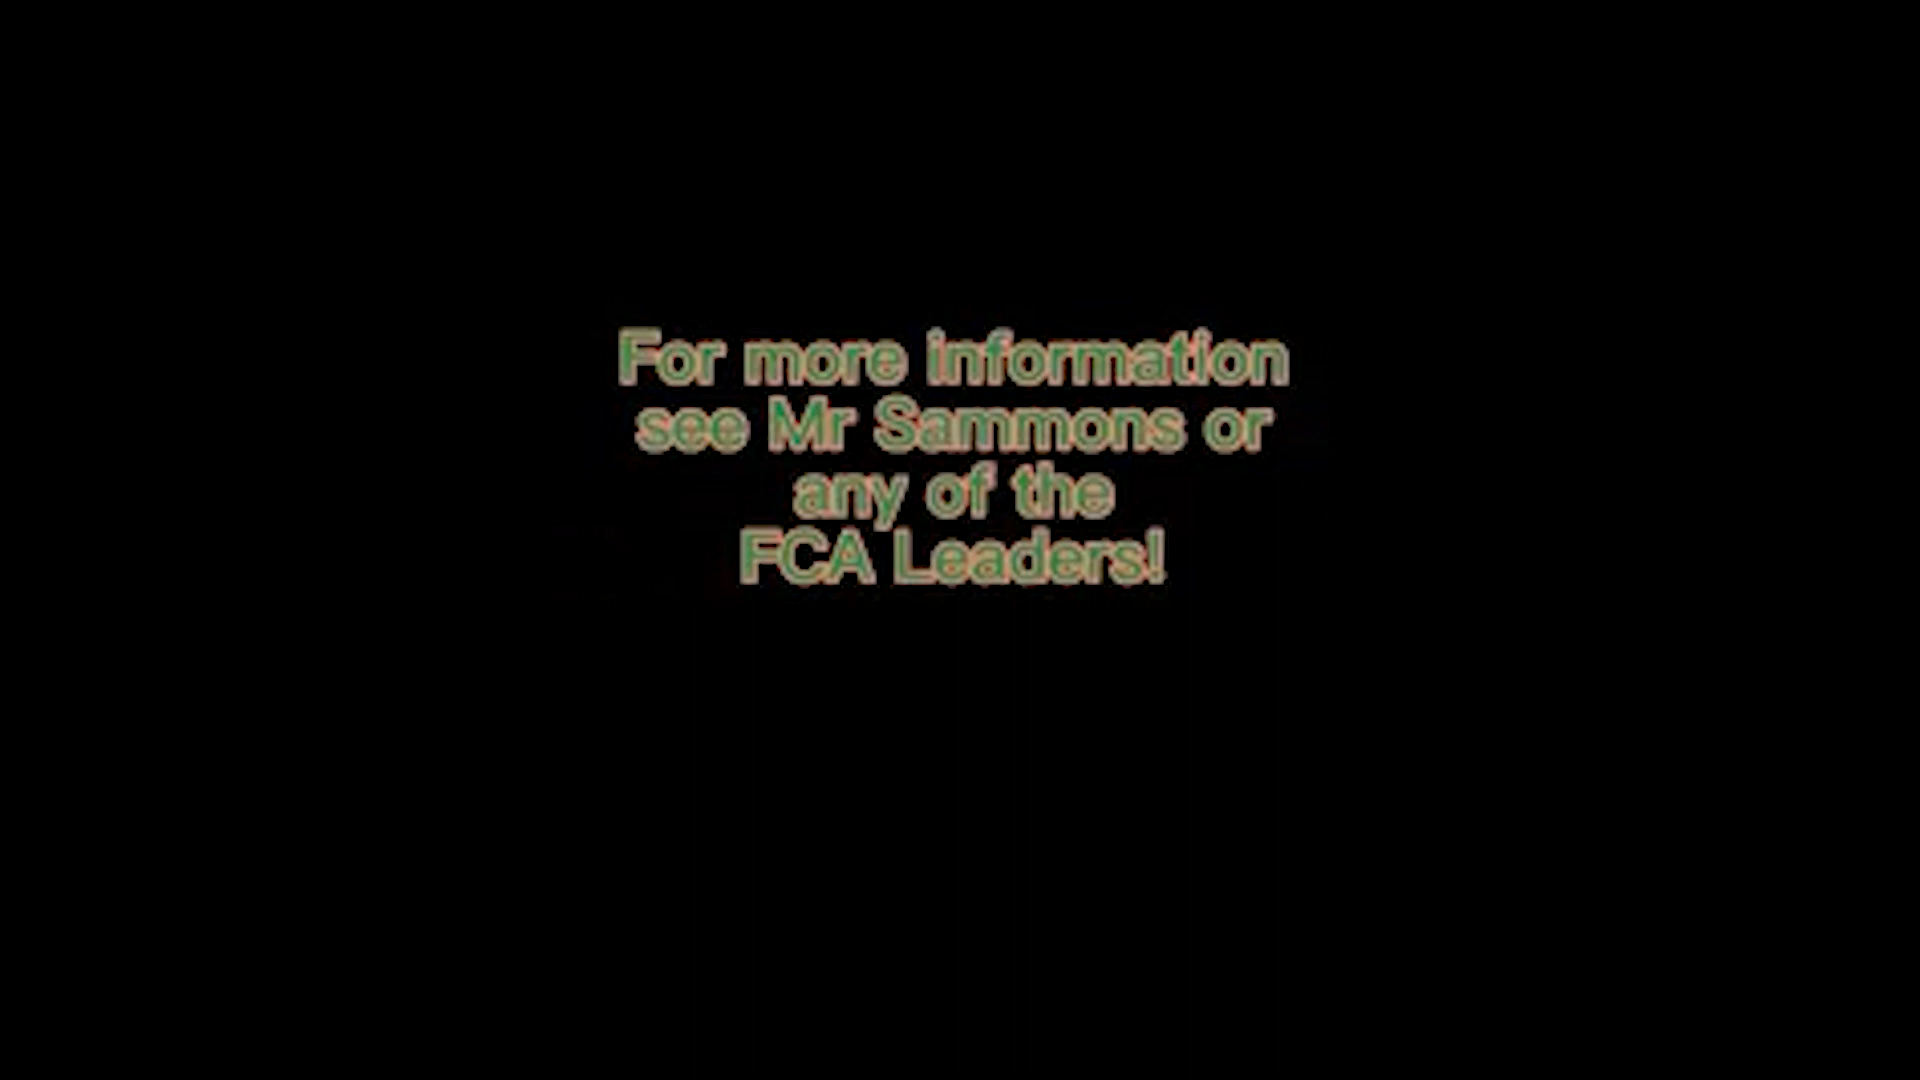 For more information
see Mr Sammons or
any of the
FCA Leaders!